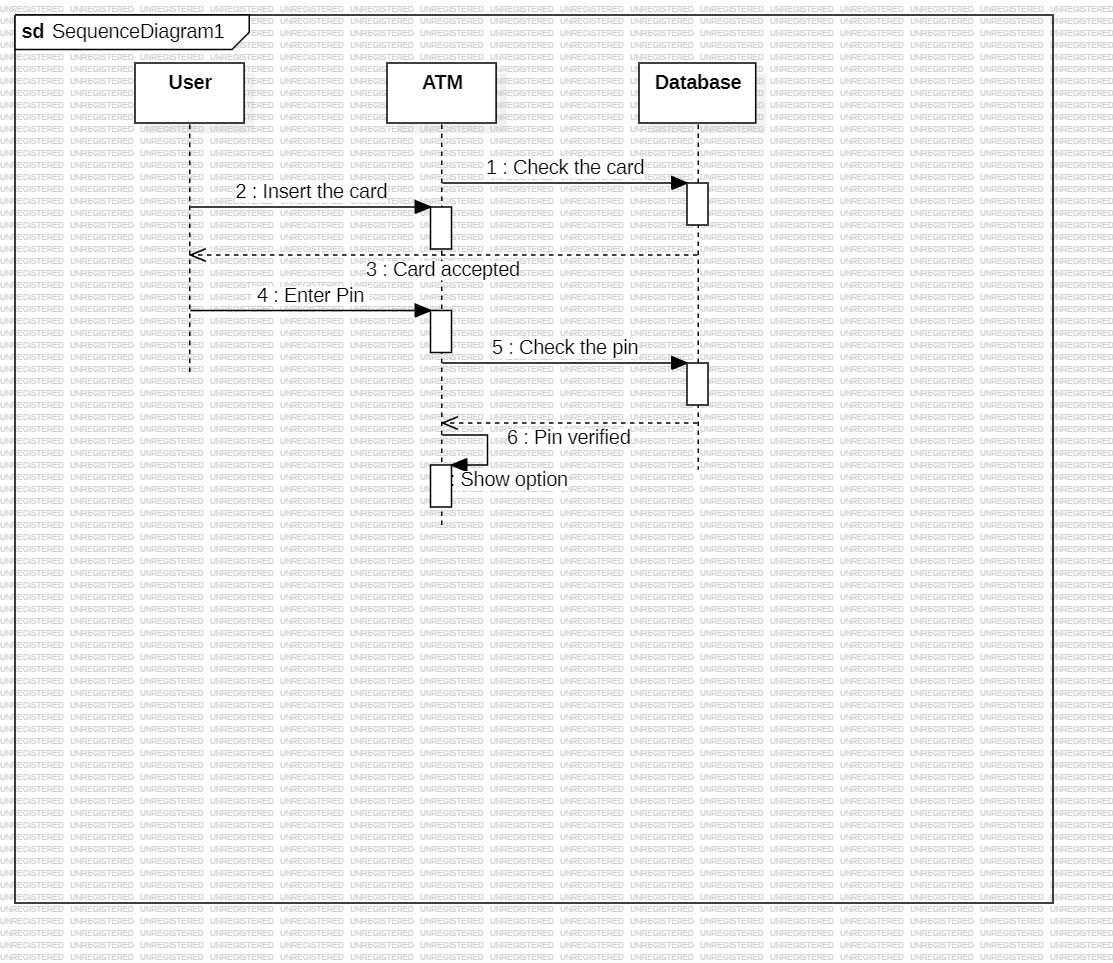 sd SequenceDiagram1
User ATM Database
1 : Check the card
2 : Insert the card
3 : Card accepted
4 : Enter Pin
5 : Check the pin
6 : Pin verified
: Show option
UNREGISTERED